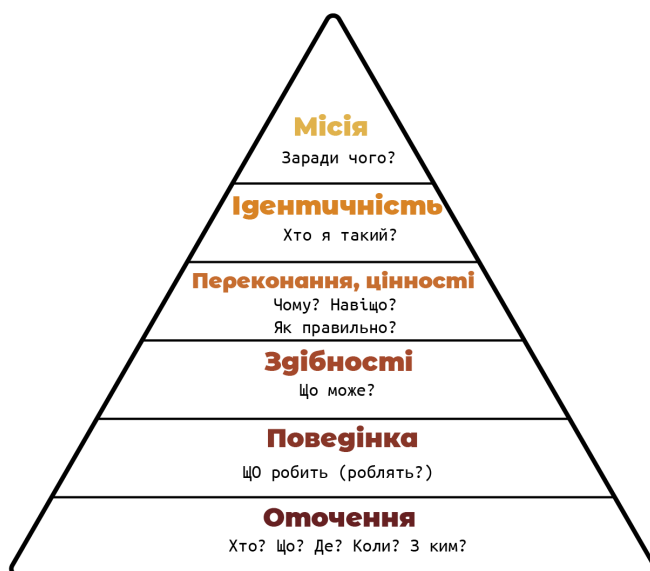 Місія
Заради чого?
Ідентичність
Хто я такий?
Переконання, цінності
Чому? Навіщо?
Як правильно?
Здібності
Що може?
Поведінка
ЩО робить (роблять?)
Оточення
Хто? Що? Де? Коли? З ким?